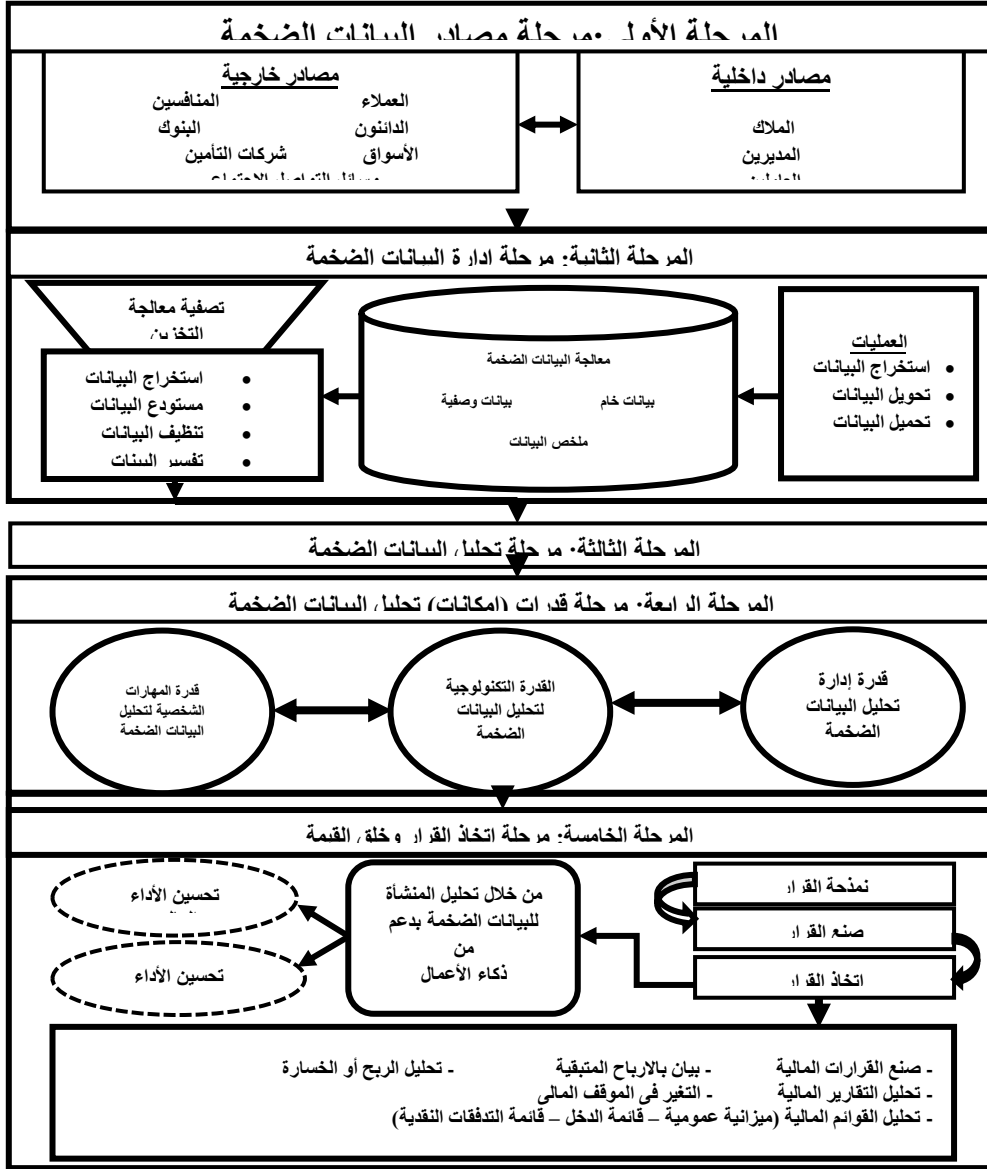 المرحلة الأولى: مرحلة مصادر البيانات الضخمة
مصادر داخلية
الملاك
المديرين
العاملين
مصادر خارجية
العملاء المنافسين
الدائنون البنوك
الأسواق شركات التأمين
وسائل التواصل الاجتماعي
المرحلة الثانية: مرحلة ادارة البيانات الضخمة
العمليات
• استخراج البيانات
• تحويل البيانات
• تحميل البيانات
معالجة البيانات الضخمة
بيانات خام بيانات وصفية
ملخص البيانات
تصفية معالجة
التخزين
• استخراج البيانات
• مستودع البيانات
• تنظيف البيانات
• تفسير البينات
المرحلة الثالثة: مرحلة تحليل البيانات الضخمة
المرحلة الرابعة: مرحلة قدرات (امكانات) تحليل البيانات الضخمة
قدرة إدارة
تحليل البيانات
الضخمة
القدرة التكنولوجية
لتحليل البيانات
الضخمة
قدرة المهارات
الشخصية لتحليل
البيانات الضخمة
المرحلة الخامسة: مرحلة اتخاذ القرار وخلق القيمة
نمذجة القرار
صنع القرار
اتخاذ القرار
من خلال تحليل المنشأة
للبيانات الضخمة بدعم
من
ذكاء الأعمال
تحسين الأداء
تحسين الأداء
- صنع القرارات المالية - بيان بالارباح المتبقية - تحليل الربح أو الخسارة
- تحليل التقارير المالية - التغير فى الموقف المالى
- تحليل القوائم المالية (ميزانية عمومية – قائمة الدخل – قائمة التدفقات النقدية)